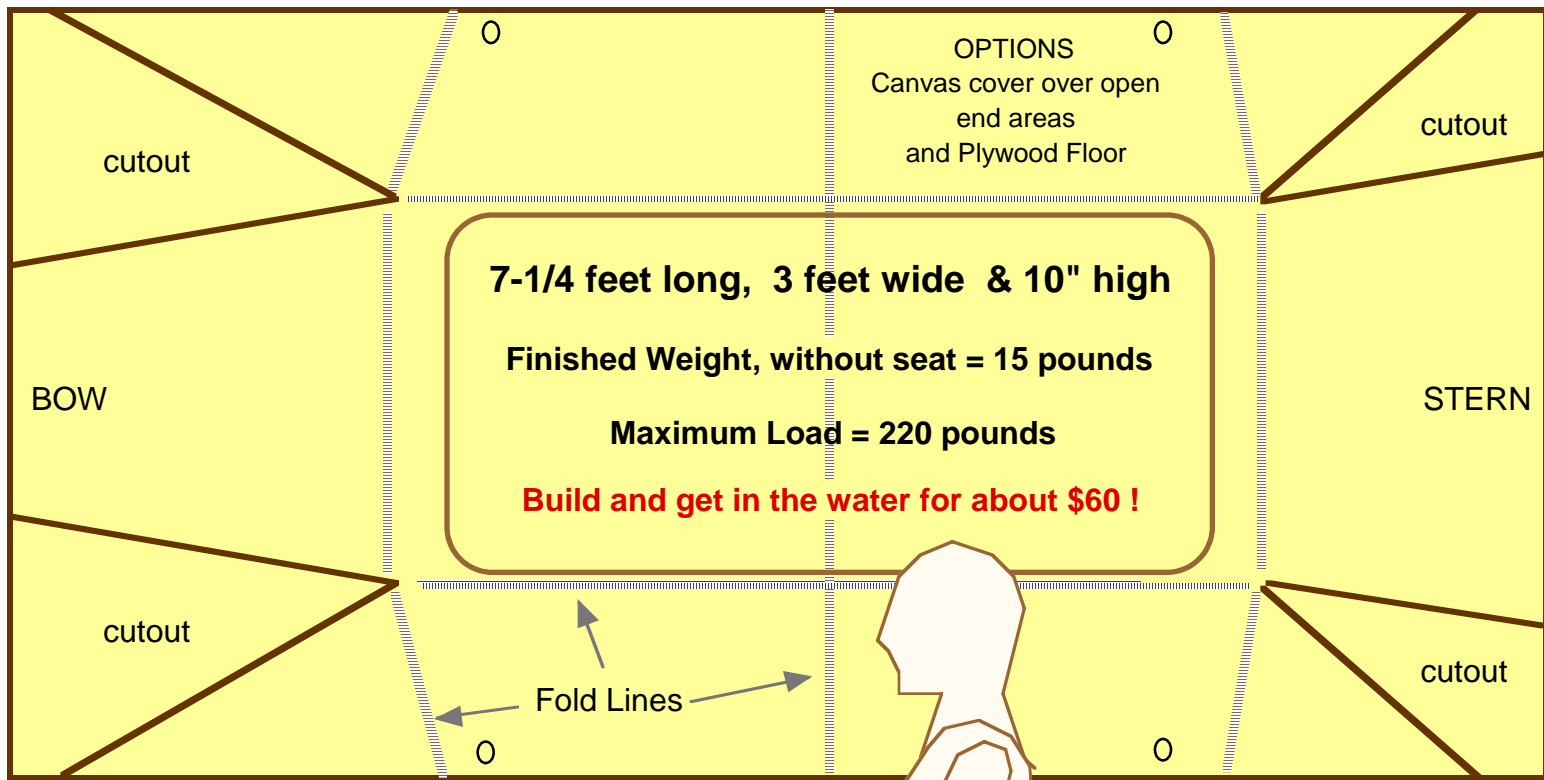 OPTIONS
Canvas cover over open
end areas
and Plywood Floor
cutout
cutout
7-1/4 feet long, 3 feet wide & 10" high
Finished Weight, without seat = 15 pounds
BOW
STERN
Maximum Load = 220 pounds
Build and get in the water for about $60 !
cutout
cutout
Fold Lines